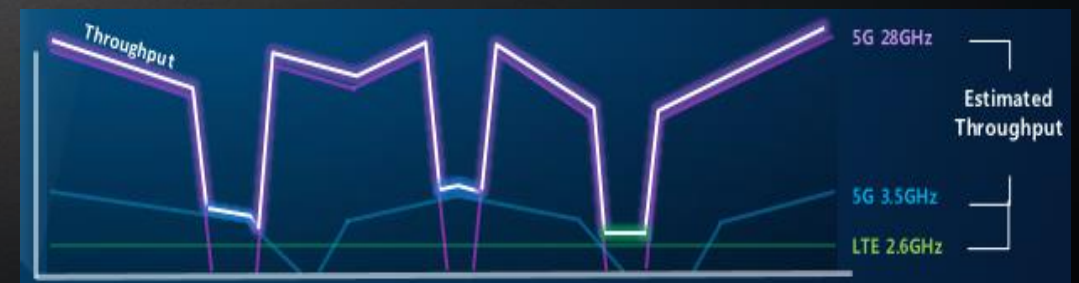 Throughput
5G 28GHz
Estimated
Throughput
5G 3.5GHz
LTE 2.6GHz